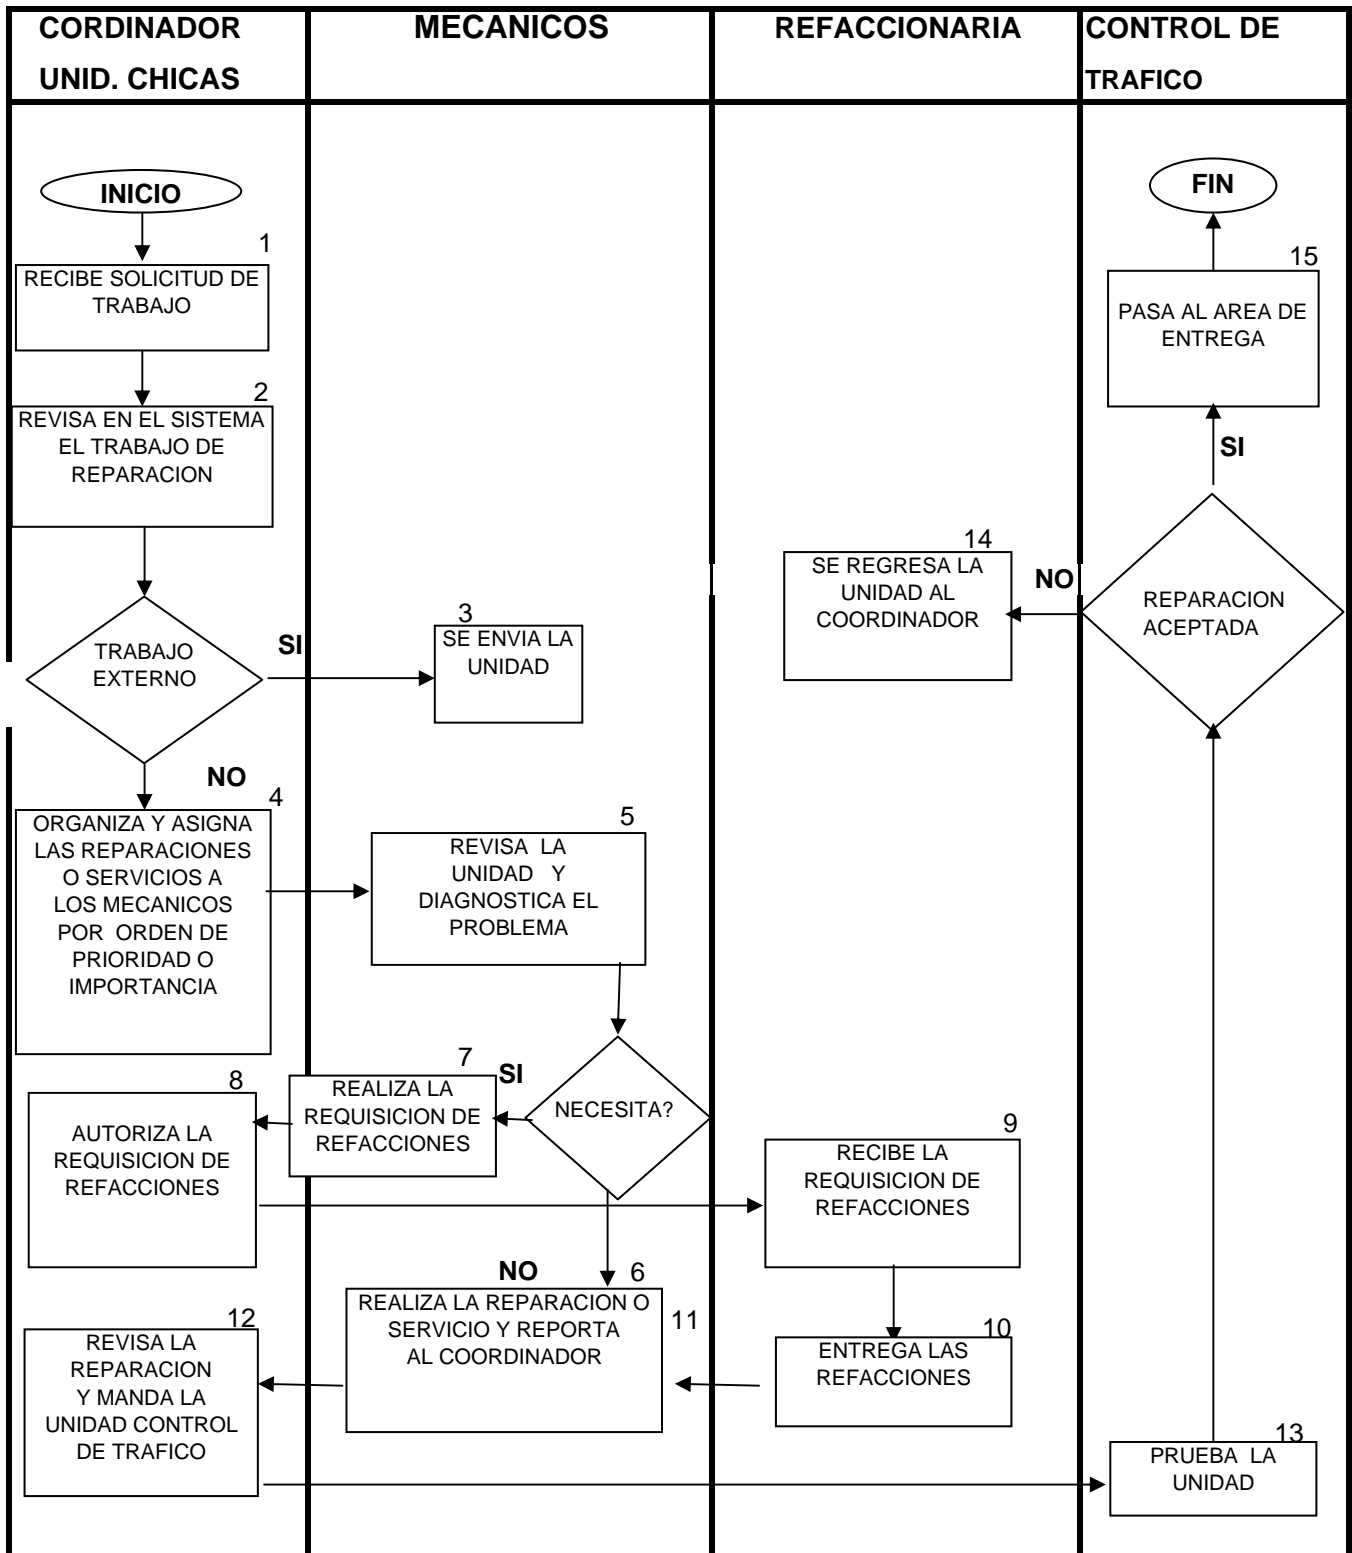 CORDINADOR
UNID. CHICAS
MECANICOS
REFACCIONARIA
CONTROL DE
TRAFICO
INICIO
1
RECIBE SOLICITUD DE
TRABAJO
2
REVISA EN EL SISTEMA
EL TRABAJO DE
REPARACION
TRABAJO
EXTERNO
SI
3
SE ENVIA LA
UNIDAD
NO
4
ORGANIZA Y ASIGNA
LAS REPARACIONES
O SERVICIOS A
LOS MECANICOS
POR ORDEN DE
PRIORIDAD O
IMPORTANCIA
5
REVISA LA
UNIDAD Y
DIAGNOSTICA EL
PROBLEMA
NECESITA?
SI
7
REALIZA LA
REQUISICION DE
REFACCIONES
8
AUTORIZA LA
REQUISICION DE
REFACCIONES
9
RECIBE LA
REQUISICION DE
REFACCIONES
NO
6
REALIZA LA REPARACION O
SERVICIO Y REPORTA
AL COORDINADOR
11
10
ENTREGA LAS
REFACCIONES
12
REVISA LA
REPARACION
Y MANDA LA
UNIDAD CONTROL
DE TRAFICO
13
PRUEBA LA
UNIDAD
REPARACION
ACEPTADA
NO
14
SE REGRESA LA
UNIDAD AL
COORDINADOR
SI
15
PASA AL AREA DE
ENTREGA
FIN